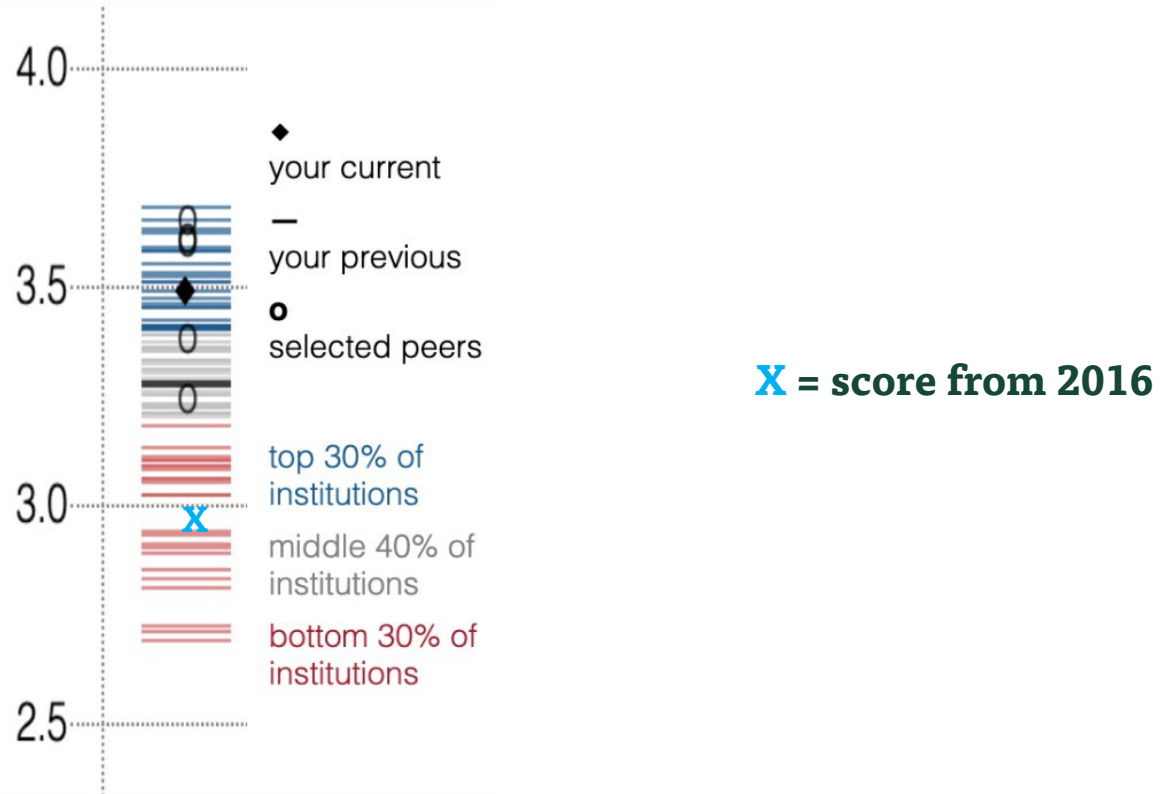 4.0
◆
your current
—
your previous
3.5
o
selected peers
X = score from 2016
top 30% of
institutions
3.0
X
middle 40% of
institutions
bottom 30% of
institutions
2.5